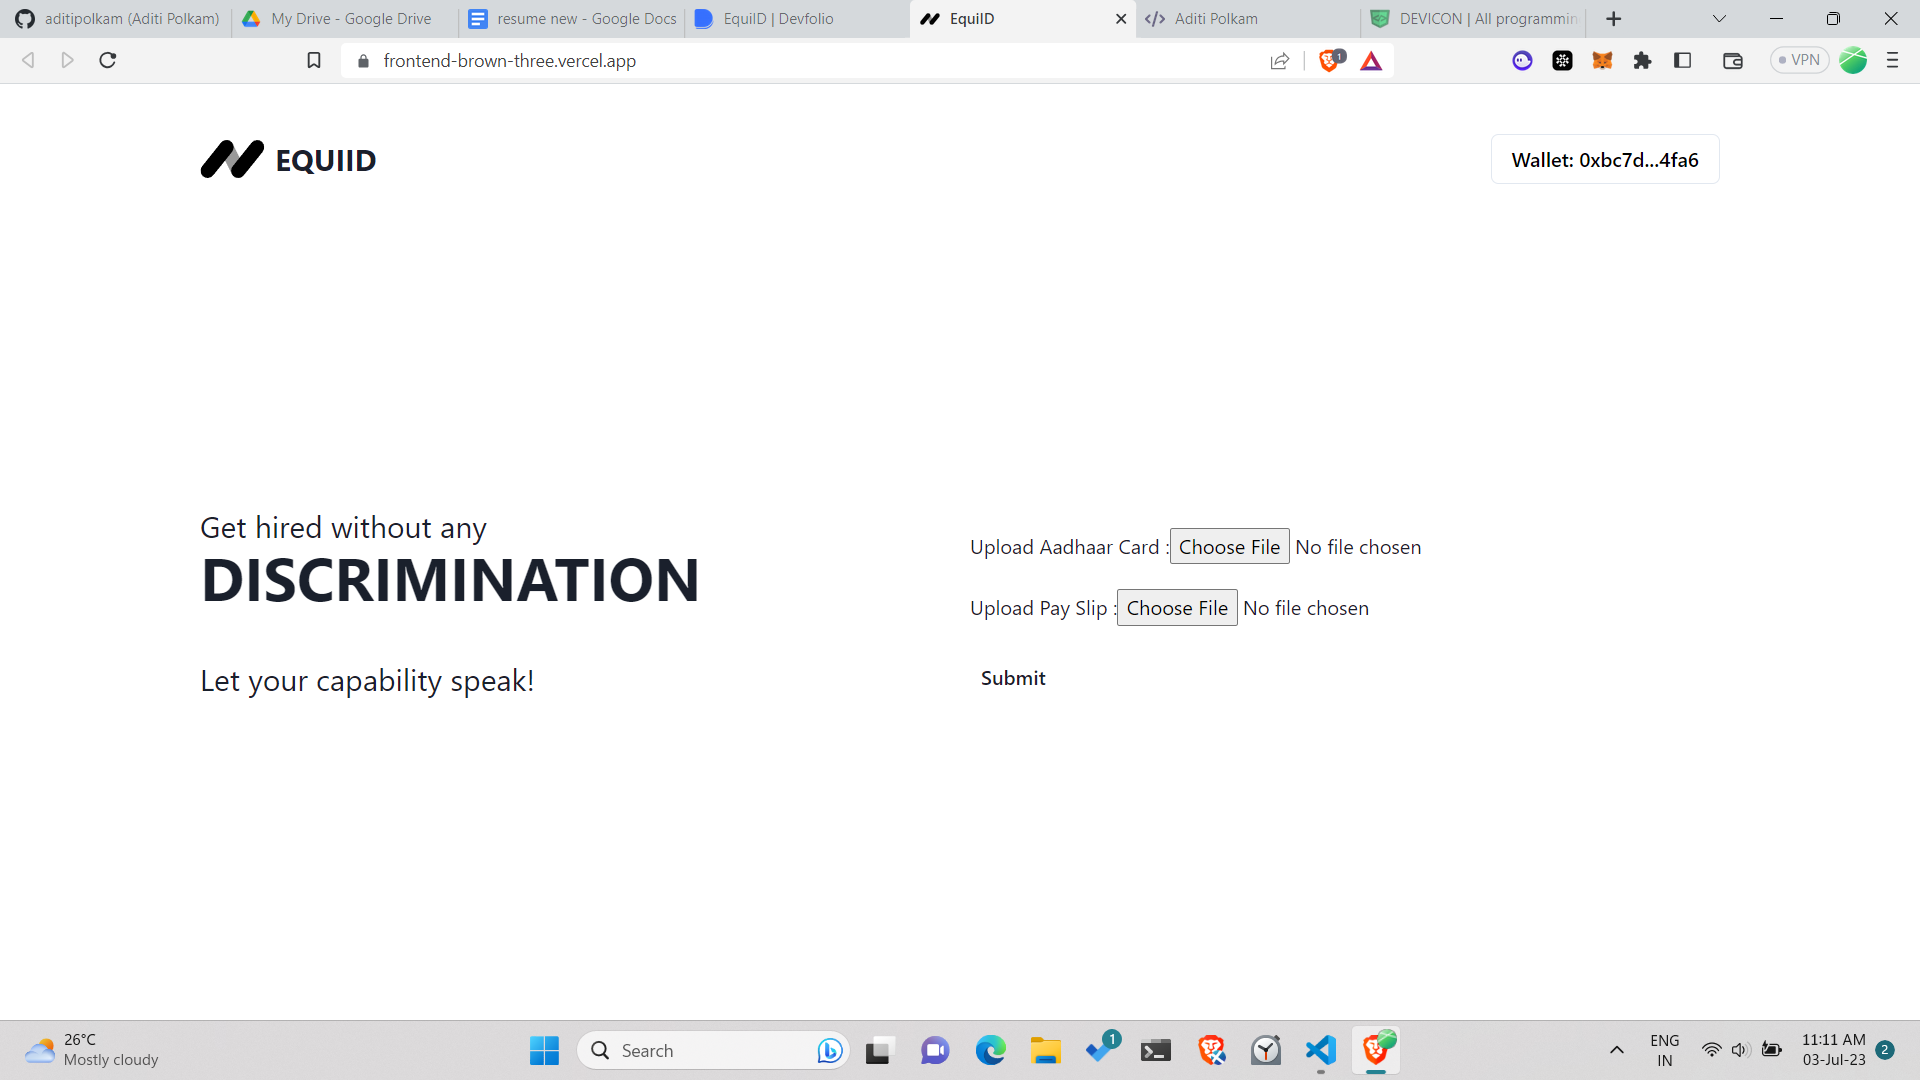 aditipolkam (Aditi Polkam)
My Drive - Google Drive
resume new - Google Docs
EquiID | Devfolio
EquiID
Aditi Polkam
DEVICON | All programmin
frontend-brown-three.vercel.app
1
VPN
EQUIID
Wallet: 0xbc7d...4fa6
Get hired without any
DISCRIMINATION
Let your capability speak!
Upload Aadhaar Card : Choose File No file chosen
Upload Pay Slip : Choose File No file chosen
Submit
26°C
Mostly cloudy
Search
1
ENG
IN
11:11 AM
03-Jul-23
2